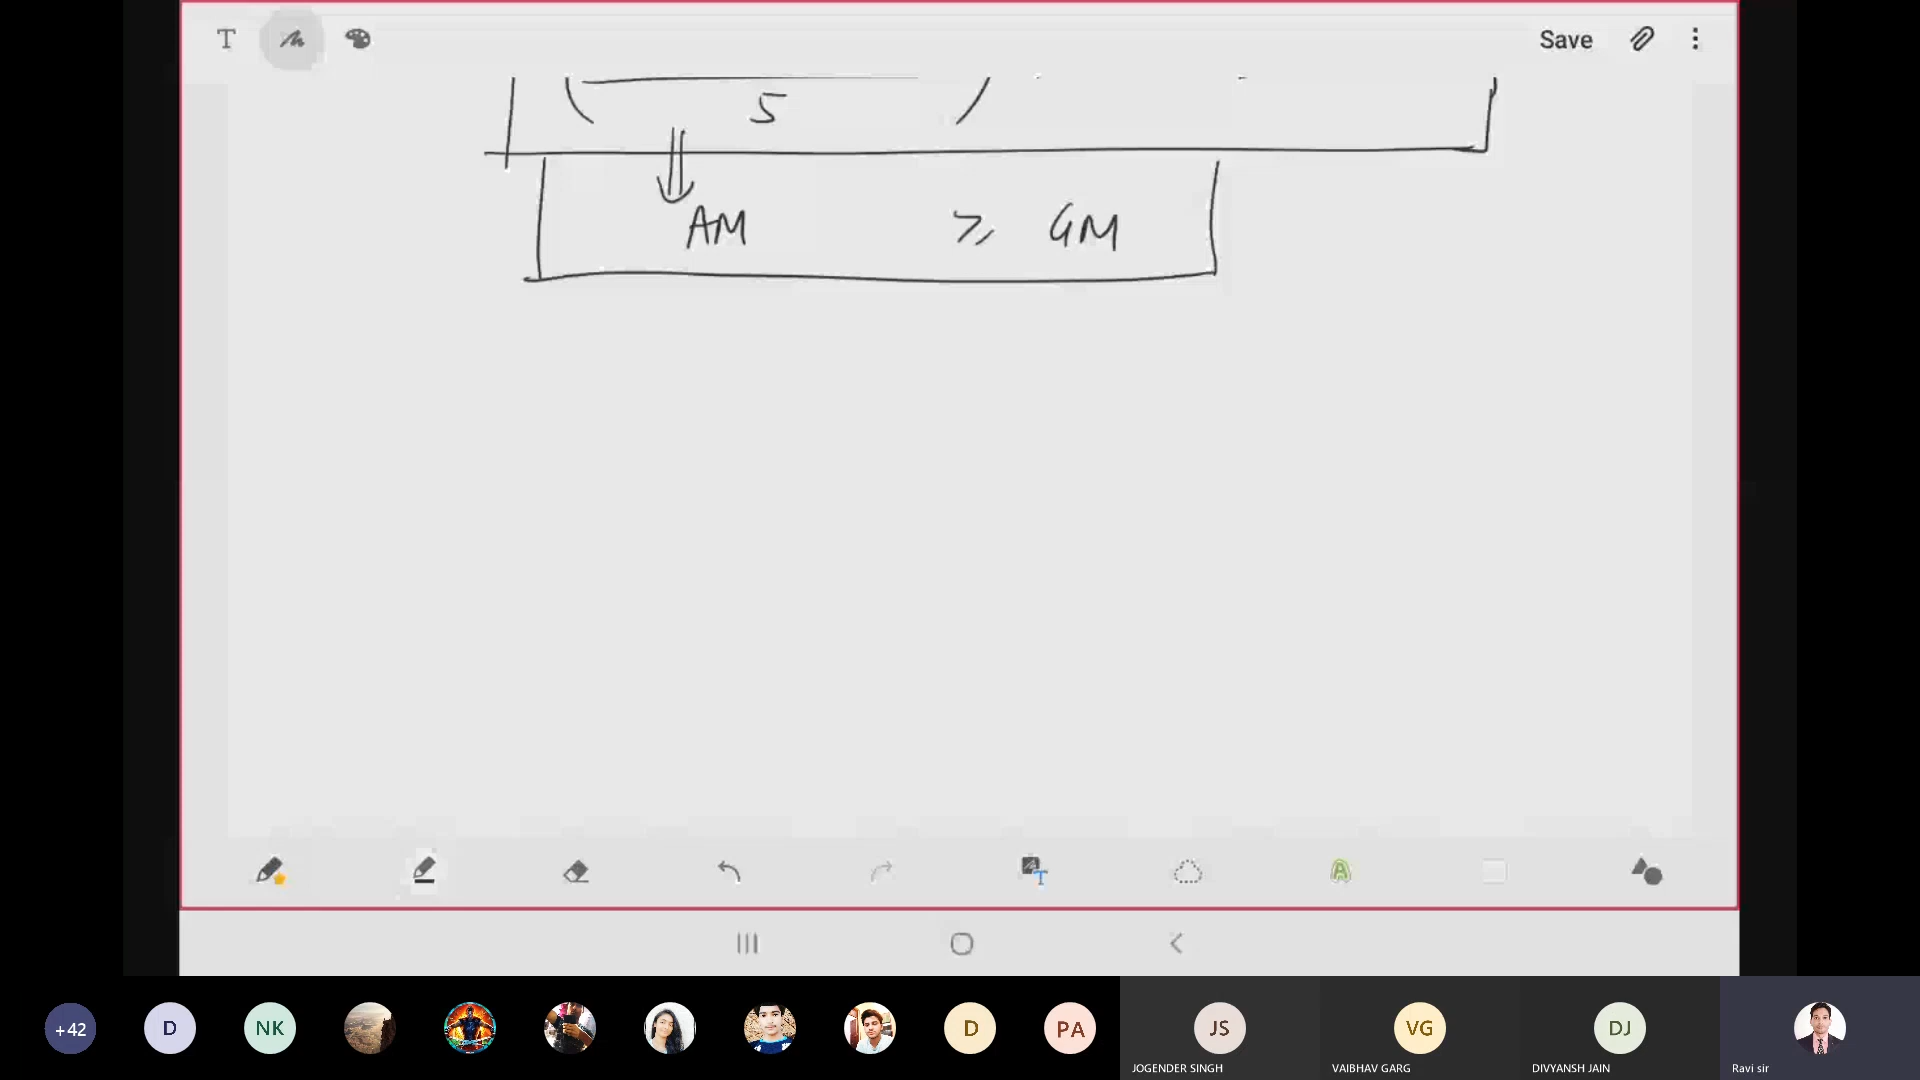 T Save
( 5 )
AM ⩾ GM
T A
+42 D NK D PA JS VG DJ
JOGENDER SINGH VAIBHAV GARG DIVYANSH JAIN Ravi sir